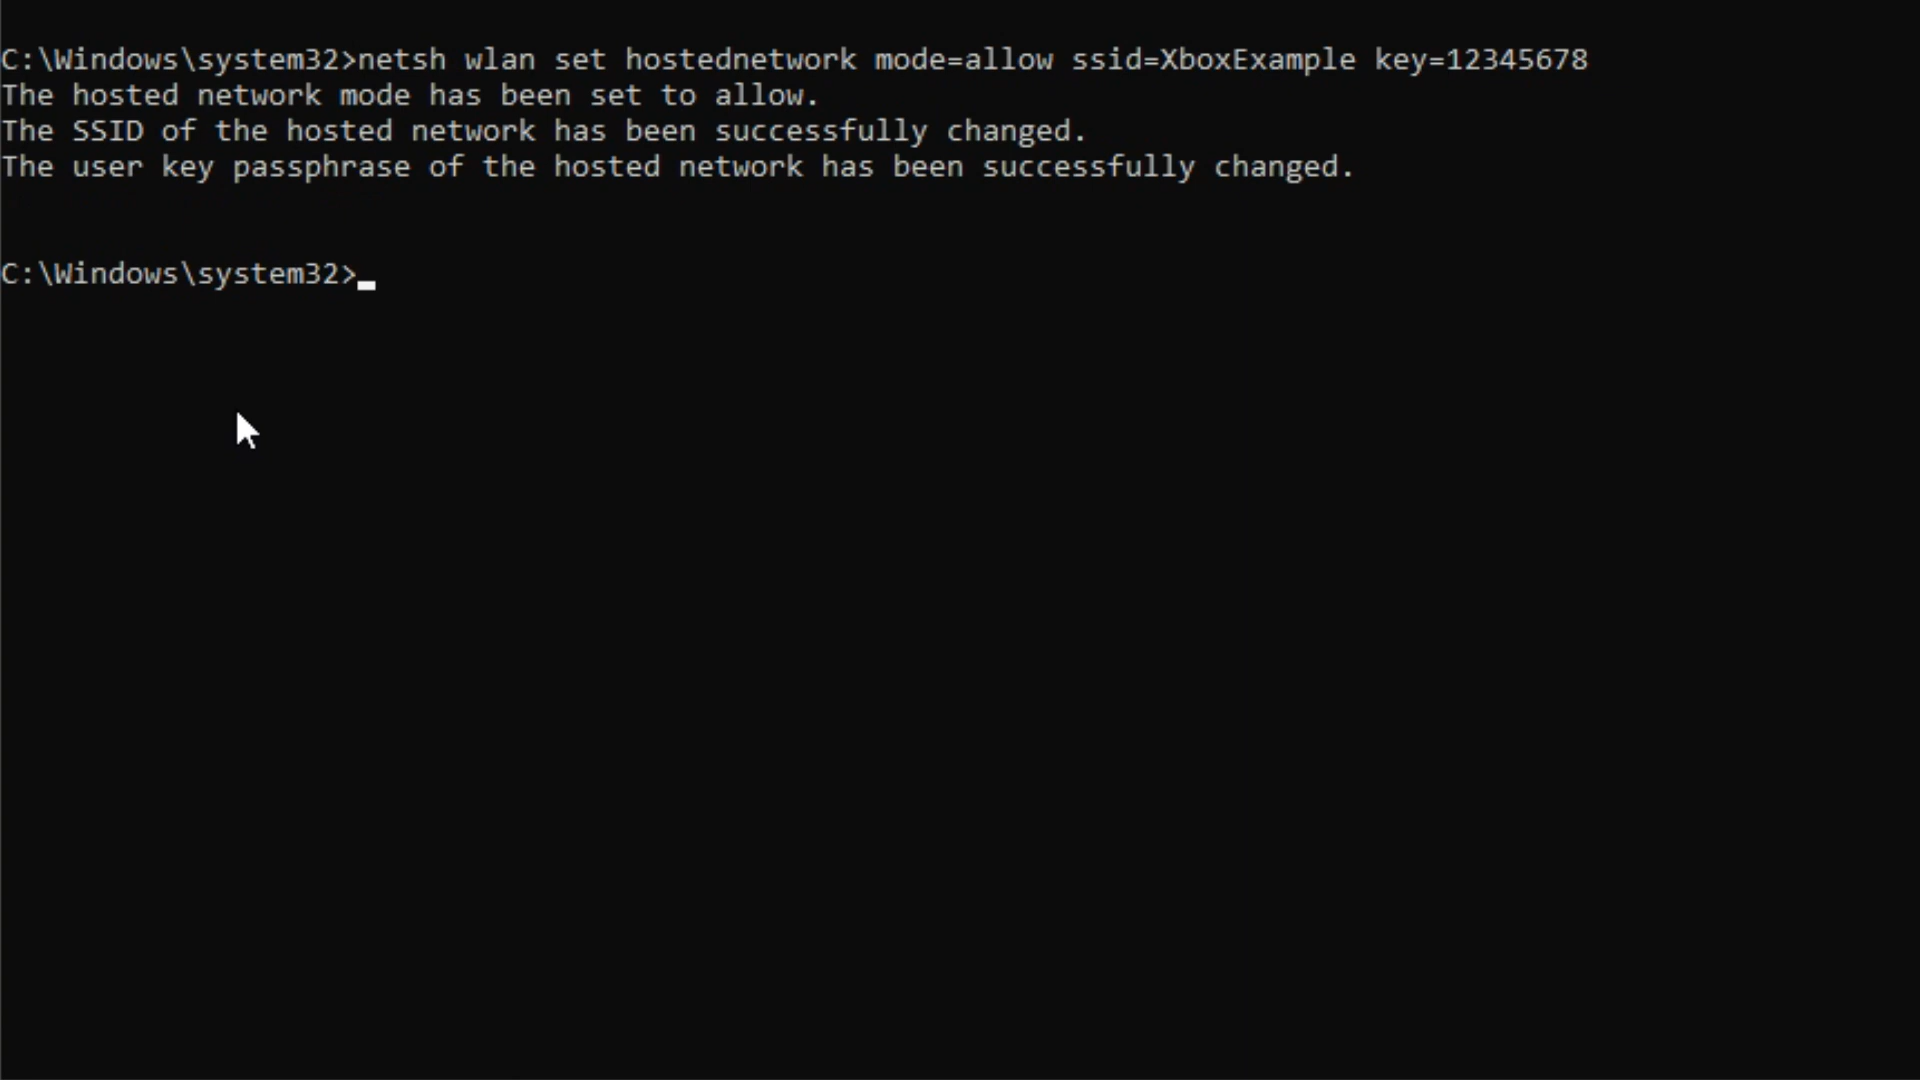 C:\Windows\system32>netsh wlan set hostednetwork mode=allow ssid=XboxExample key=12345678
The hosted network mode has been set to allow.
The SSID of the hosted network has been successfully changed.
The user key passphrase of the hosted network has been successfully changed.
C:\Windows\system32>